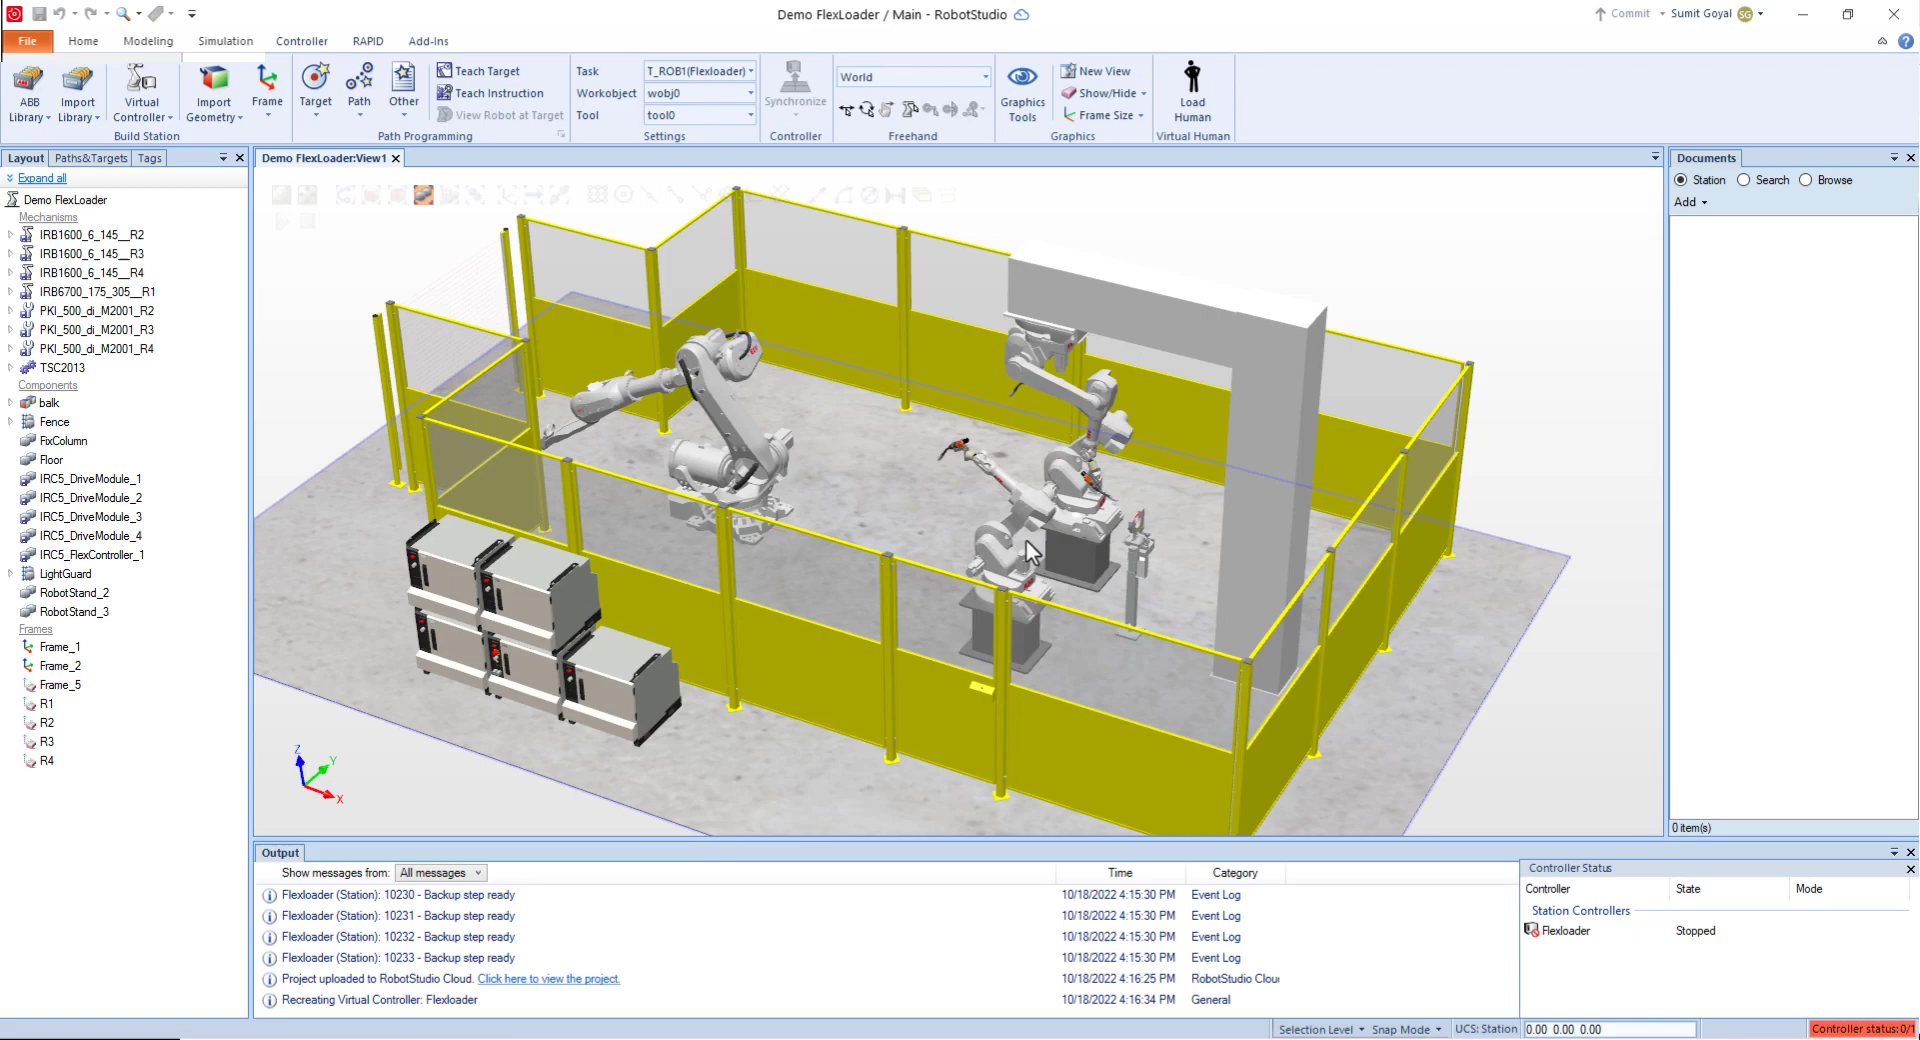 Demo FlexLoader / Main - RobotStudio
Commit
Sumit Goyal
SG
File
Home
Modeling
Simulation
Controller
RAPID
Add-Ins
ABB Library
Import Library
Virtual Controller
Import Geometry
Frame
Build Station
Target
Path
Other
Teach Target
Teach Instruction
View Robot at Target
Path Programming
Task
T_ROB1(Flexloader)
Workobject
wobj0
Tool
tool0
Settings
Synchronize
Controller
World
Freehand
Graphics Tools
New View
Show/Hide
Frame Size
Graphics
Load Human
Virtual Human
Layout
Paths&Targets
Tags
Expand all
Demo FlexLoader
Mechanisms
IRB1600_6_145__R2
IRB1600_6_145__R3
IRB1600_6_145__R4
IRB6700_175_305__R1
PKI_500_di_M2001_R2
PKI_500_di_M2001_R3
PKI_500_di_M2001_R4
TSC2013
Components
balk
Fence
FixColumn
Floor
IRC5_DriveModule_1
IRC5_DriveModule_2
IRC5_DriveModule_3
IRC5_DriveModule_4
IRC5_FlexController_1
LightGuard
RobotStand_2
RobotStand_3
Frames
Frame_1
Frame_2
Frame_5
R1
R2
R3
R4
Demo FlexLoader:View1
Z
Y
X
Documents
Station
Search
Browse
Add
0 item(s)
Output
Show messages from:
All messages
Time
Category
Flexloader (Station): 10230 - Backup step ready
10/18/2022 4:15:30 PM
Event Log
Flexloader (Station): 10231 - Backup step ready
10/18/2022 4:15:30 PM
Event Log
Flexloader (Station): 10232 - Backup step ready
10/18/2022 4:15:30 PM
Event Log
Flexloader (Station): 10233 - Backup step ready
10/18/2022 4:15:30 PM
Event Log
Project uploaded to RobotStudio Cloud. Click here to view the project.
10/18/2022 4:16:25 PM
RobotStudio Clou
Recreating Virtual Controller: Flexloader
10/18/2022 4:16:34 PM
General
Controller Status
Controller
State
Mode
Station Controllers
Flexloader
Stopped
Selection Level
Snap Mode
UCS: Station
0.00 0.00 0.00
Controller status: 0/1